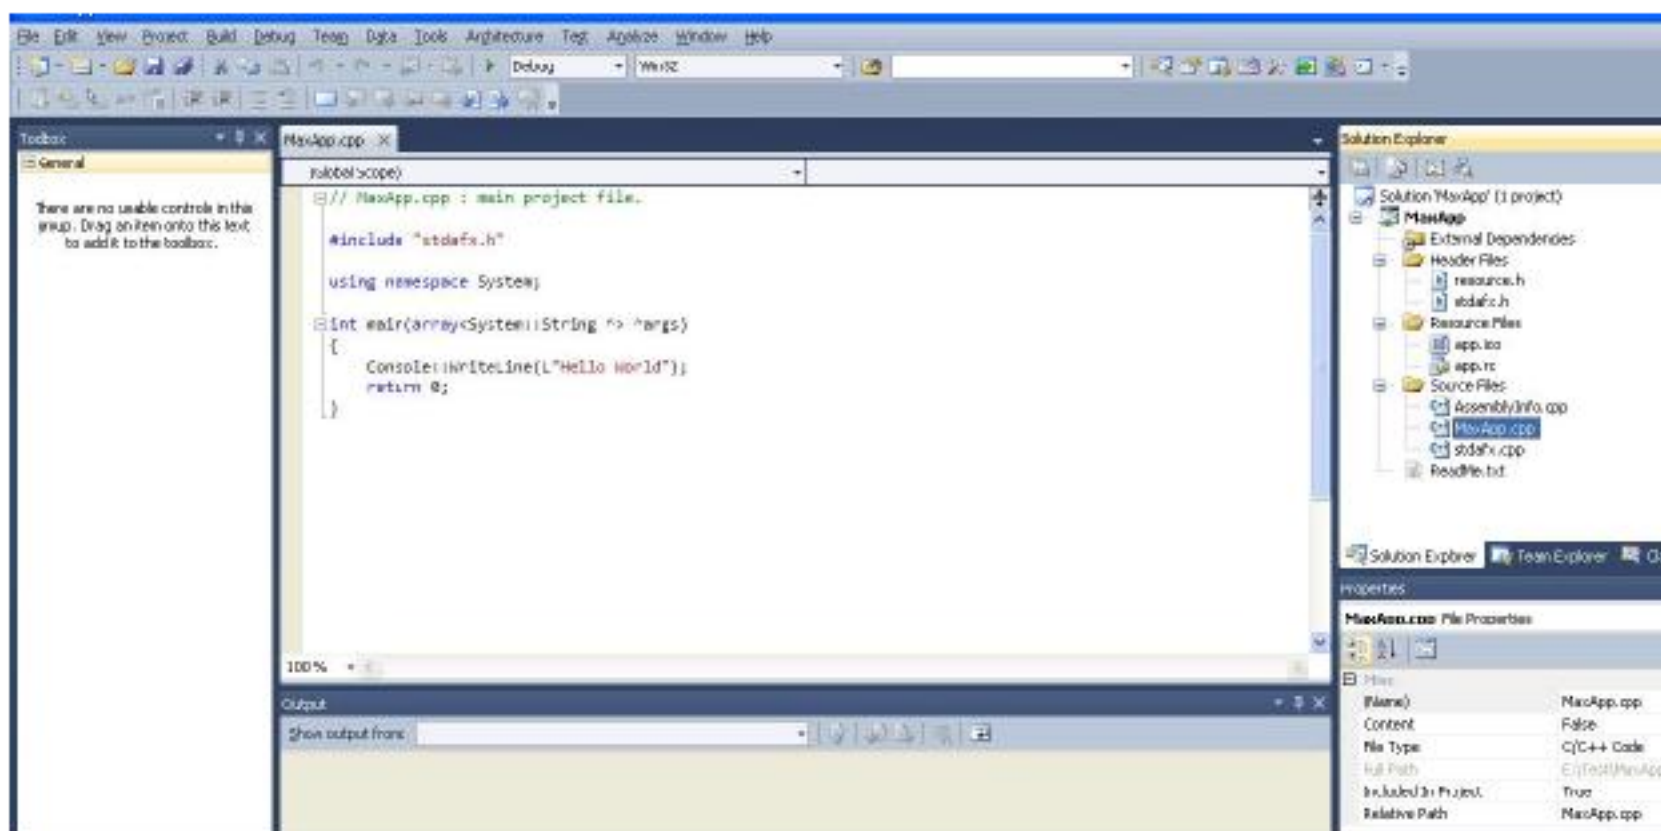 File Edit View Project Build Debug Team Data Tools Architecture Test Analyze Window Help
Debug Win32
Toolbox
General
There are no usable controls in this
group. Drag an item onto this text
to add it to the toolbox.
MaxApp.cpp
(Global Scope)
// MaxApp.cpp : main project file.
#include "stdafx.h"
using namespace System;
int main(array<System::String ^> ^args)
{
Console::WriteLine(L"Hello World");
return 0;
}
100 %
Output
Show output from:
Solution Explorer
Solution 'MaxApp' (1 project)
MaxApp
External Dependencies
Header Files
resource.h
stdafx.h
Resource Files
app.ico
app.rc
Source Files
AssemblyInfo.cpp
MaxApp.cpp
stdafx.cpp
ReadMe.txt
Solution Explorer Team Explorer
Properties
MaxApp.cpp File Properties
Misc
(Name) MaxApp.cpp
Content False
File Type C/C++ Code
Full Path E:\Test\MaxApp
Included In Project True
Relative Path MaxApp.cpp